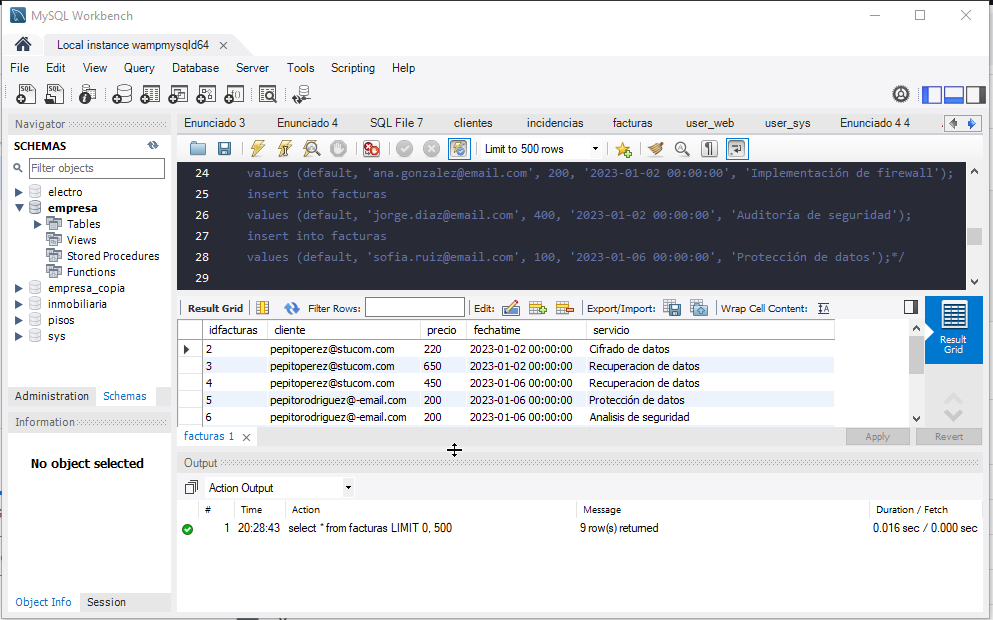 MySQL Workbench
Local instance wampmysqld64
File Edit View Query Database Server Tools Scripting Help
Navigator
SCHEMAS
Filter objects
electro
empresa
Tables
Views
Stored Procedures
Functions
empresa_copia
inmobiliaria
pisos
sys
Administration Schemas
Information
No object selected
Object Info Session
Enunciado 3 Enunciado 4 SQL File 7 clientes incidencias facturas user_web user_sys Enunciado 4 4
Limit to 500 rows
24 values (default, 'ana.gonzalez@email.com', 200, '2023-01-02 00:00:00', 'Implementación de firewall');
25 insert into facturas
26 values (default, 'jorge.diaz@email.com', 400, '2023-01-02 00:00:00', 'Auditoría de seguridad');
27 insert into facturas
28 values (default, 'sofia.ruiz@email.com', 100, '2023-01-06 00:00:00', 'Protección de datos');*/
29
Result Grid Filter Rows: Edit: Export/Import: Wrap Cell Content: IA
idfacturas cliente precio fechatime servicio
2 pepitoperez@stucom.com 220 2023-01-02 00:00:00 Cifrado de datos
3 pepitoperez@stucom.com 650 2023-01-02 00:00:00 Recuperacion de datos
4 pepitoperez@stucom.com 450 2023-01-06 00:00:00 Recuperacion de datos
5 pepitorodriguez@-email.com 200 2023-01-06 00:00:00 Protección de datos
6 pepitorodriguez@-email.com 200 2023-01-06 00:00:00 Analisis de seguridad
Result
Grid
facturas 1
Apply Revert
Output
Action Output
# Time Action Message Duration / Fetch
1 20:28:43 select * from facturas LIMIT 0, 500 9 row(s) returned 0.016 sec / 0.000 sec